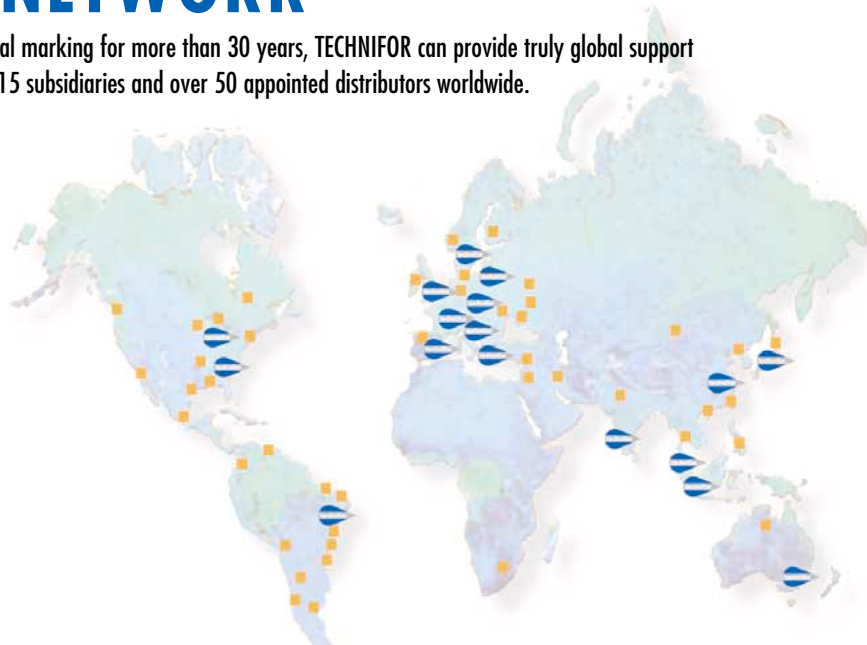 NETWORK
al marking for more than 30 years, TECHNIFOR can provide truly global support
15 subsidiaries and over 50 appointed distributors worldwide.